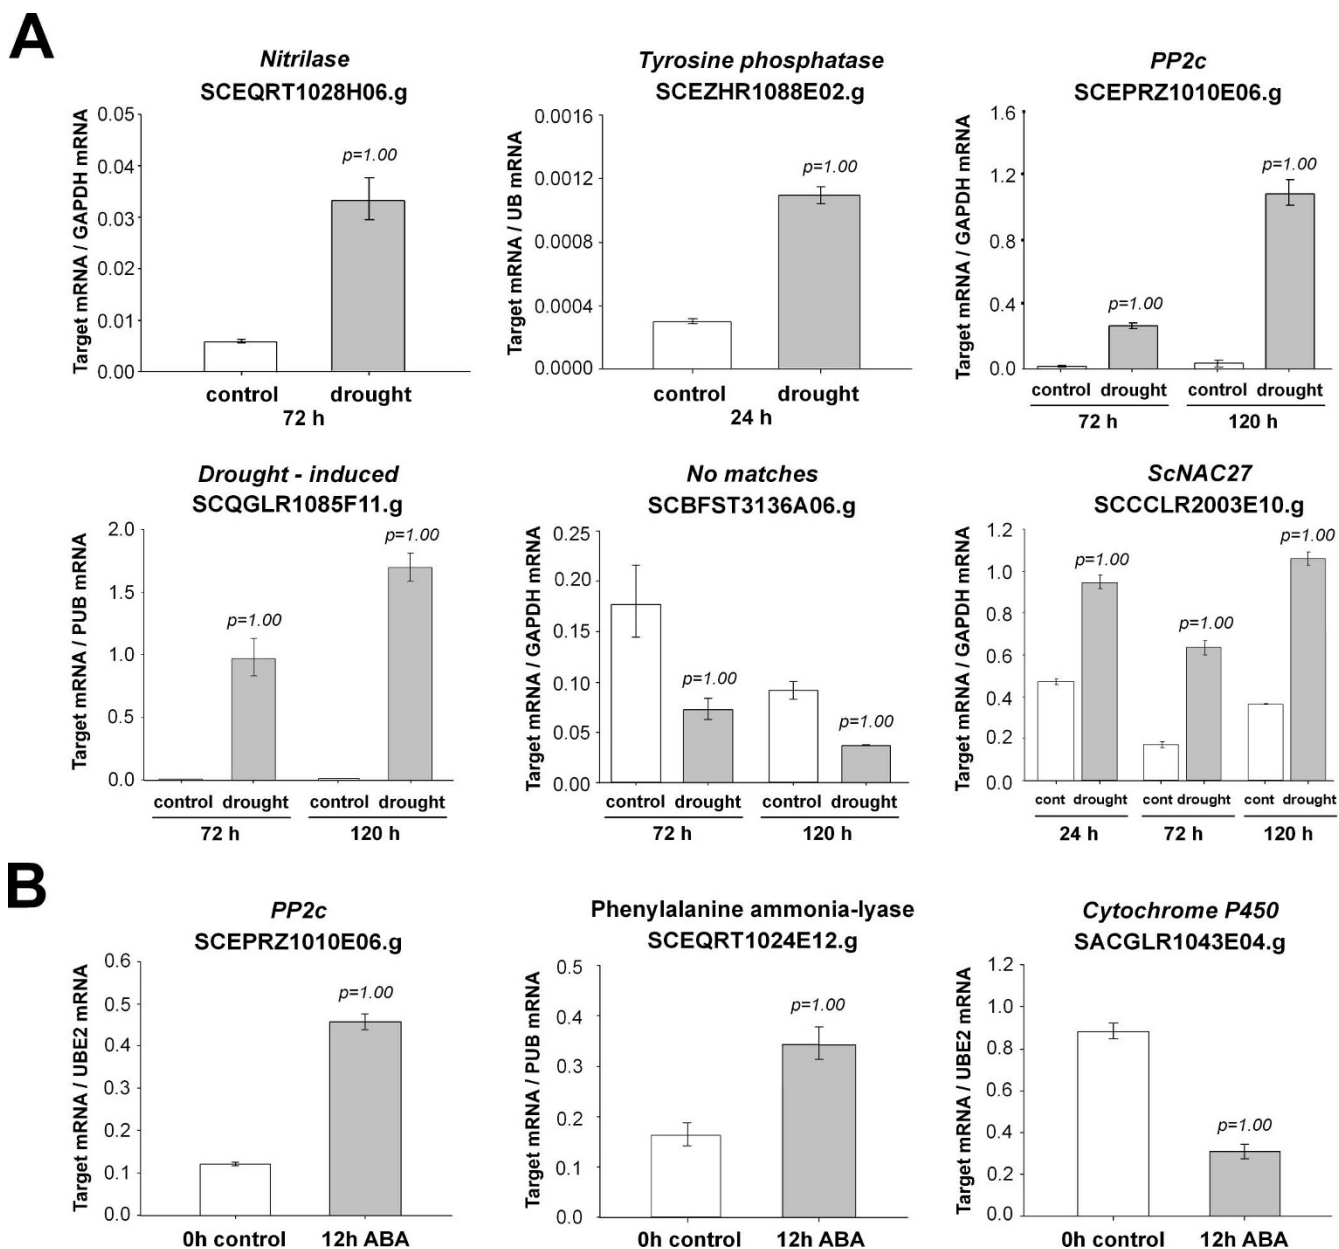 A
Nitrilase
SCEQRT1028H06.g
Target mRNA / GAPDH mRNA
0.05
0.04
0.03
0.02
0.01
0.00
p=1.00
control drought
72 h
Tyrosine phosphatase
SCEZHR1088E02.g
Target mRNA / UB mRNA
0.0016
0.0012
0.0008
0.0004
0.0000
p=1.00
control drought
24 h
PP2c
SCEPRZ1010E06.g
Target mRNA / GAPDH mRNA
1.6
1.2
0.8
0.4
0.0
p=1.00
p=1.00
control drought control drought
72 h 120 h
Drought - induced
SCQGLR1085F11.g
Target mRNA / PUB mRNA
2.0
1.5
1.0
0.5
0.0
p=1.00
p=1.00
control drought control drought
72 h 120 h
No matches
SCBFST3136A06.g
Target mRNA / GAPDH mRNA
0.25
0.20
0.15
0.10
0.05
0.00
p=1.00
p=1.00
control drought control drought
72 h 120 h
ScNAC27
SCCCLR2003E10.g
Target mRNA / GAPDH mRNA
1.2
1.0
0.8
0.6
0.4
0.2
0.0
p=1.00
p=1.00
p=1.00
cont drought cont drought cont drought
24 h 72 h 120 h
B
PP2c
SCEPRZ1010E06.g
Target mRNA / UBE2 mRNA
0.6
0.5
0.4
0.3
0.2
0.1
0.0
p=1.00
0h control 12h ABA
Phenylalanine ammonia-lyase
SCEQRT1024E12.g
Target mRNA / PUB mRNA
0.5
0.4
0.3
0.2
0.1
0.0
p=1.00
0h control 12h ABA
Cytochrome P450
SACGLR1043E04.g
Target mRNA / UBE2 mRNA
1.2
1.0
0.8
0.6
0.4
0.2
0.0
p=1.00
0h control 12h ABA